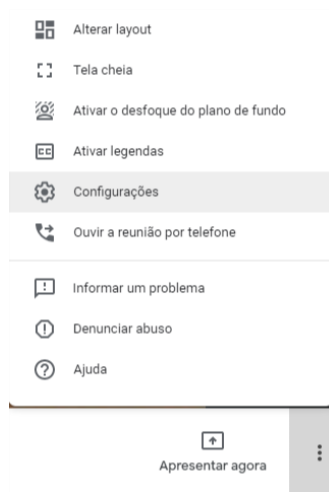 Alterar layout
Tela cheia
Ativar o desfoque do plano de fundo
CC Ativar legendas
Configurações
Ouvir a reunião por telefone
Informar um problema
Denunciar abuso
Ajuda
Apresentar agora